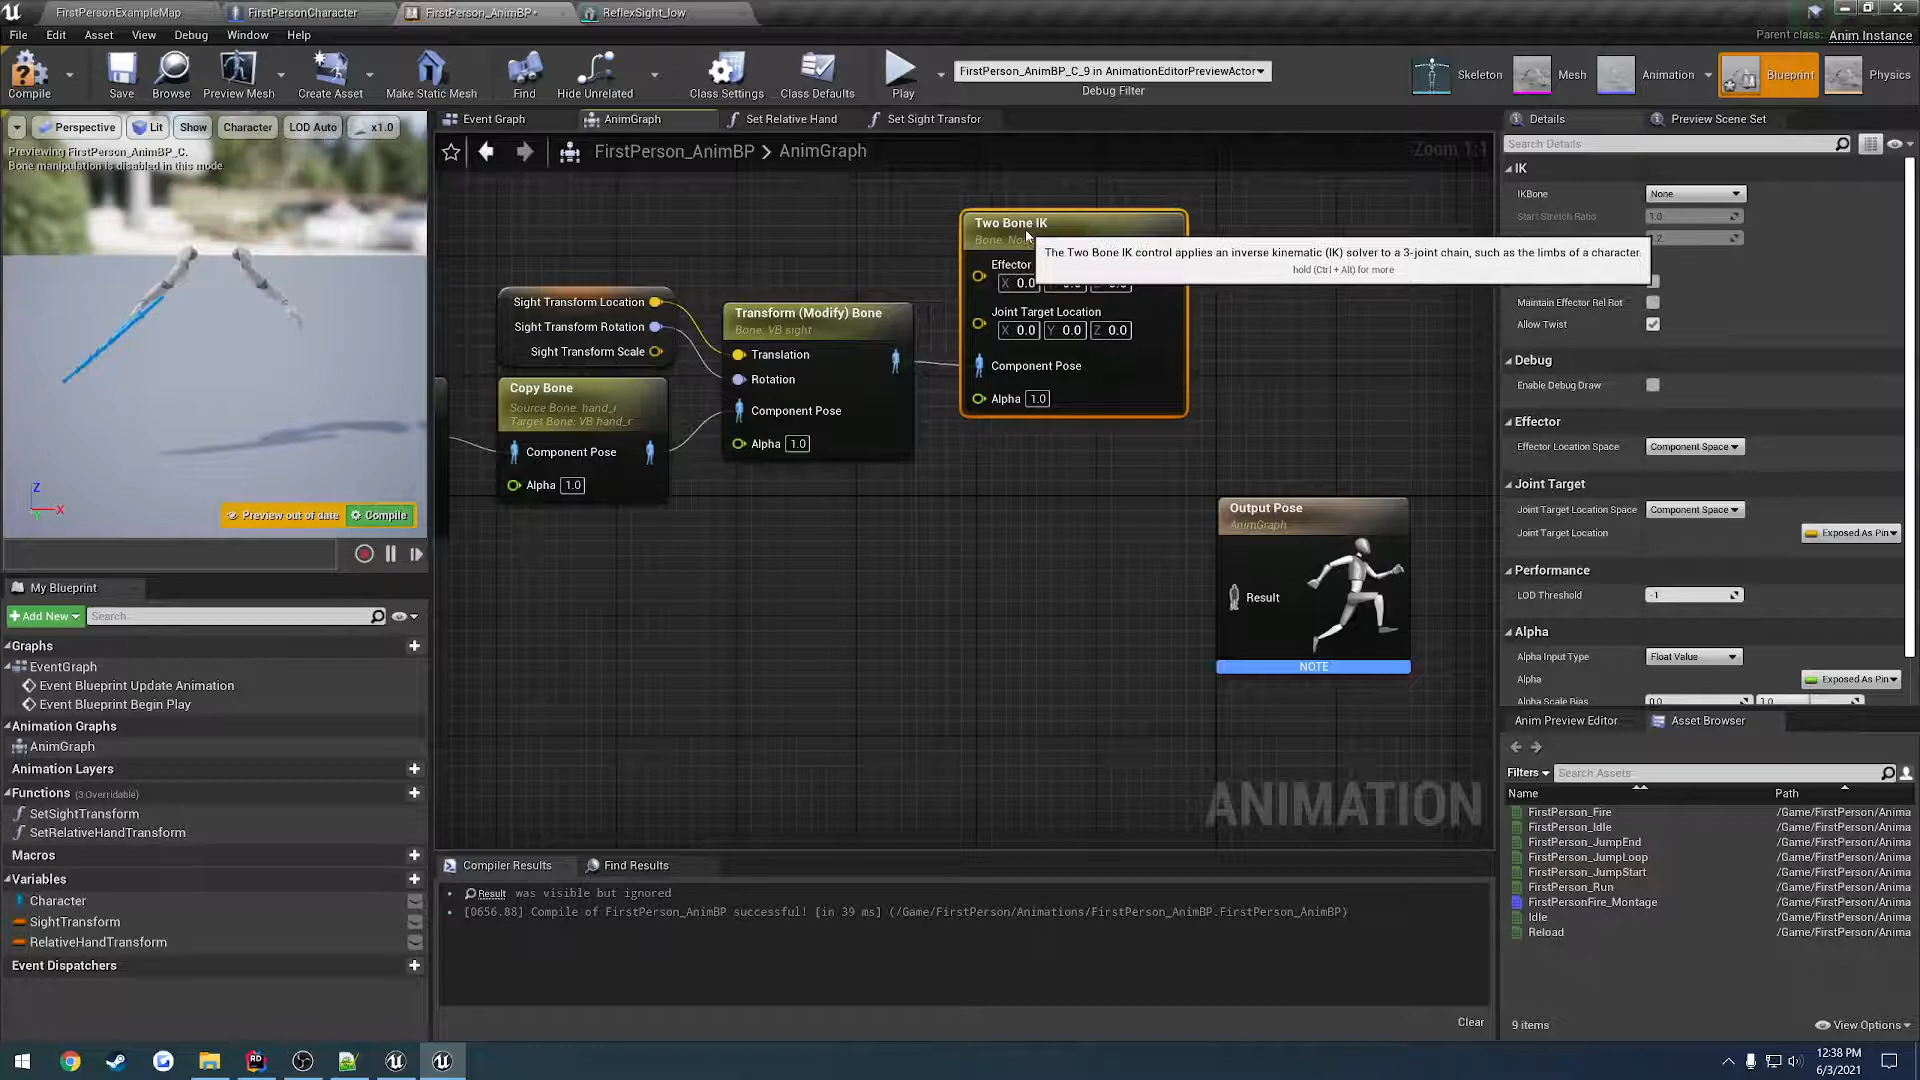 FirstPersonExampleMap
FirstPersonCharacter
FirstPerson_AnimBP•
ReflexSight_low
File Edit Asset View Debug Window Help
Parent class: Anim Instance
Compile
Save
Browse
Preview Mesh
Create Asset
Make Static Mesh
Find
Hide Unrelated
Class Settings
Class Defaults
Play
FirstPerson_AnimBP_C_9 in AnimationEditorPreviewActor
Debug Filter
Skeleton
Mesh
Animation
Blueprint
Physics
Perspective Lit Show Character LOD Auto x1.0
Previewing FirstPerson_AnimBP_C.
Bone manipulation is disabled in this mode.
Z
X
Preview out of date
Compile
Event Graph
AnimGraph
Set Relative Hand
Set Sight Transfor
FirstPerson_AnimBP > AnimGraph
Zoom 1:1
Sight Transform Location
Sight Transform Rotation
Sight Transform Scale
Copy Bone
Source Bone: hand_r
Target Bone: VB hand_r
Component Pose
Alpha 1.0
Transform (Modify) Bone
Bone: VB sight
Translation
Rotation
Component Pose
Alpha 1.0
Two Bone IK
Effector
X 0.0
Joint Target Location
X 0.0 Y 0.0 Z 0.0
Component Pose
Alpha 1.0
The Two Bone IK control applies an inverse kinematic (IK) solver to a 3-joint chain, such as the limbs of a character.
hold (Ctrl + Alt) for more
Output Pose
AnimGraph
Result
NOTE
ANIMATION
My Blueprint
Add New
Search
Graphs
EventGraph
Event Blueprint Update Animation
Event Blueprint Begin Play
Animation Graphs
AnimGraph
Animation Layers
Functions (3 Overridable)
SetSightTransform
SetRelativeHandTransform
Macros
Variables
Character
SightTransform
RelativeHandTransform
Event Dispatchers
Compiler Results
Find Results
• Result was visible but ignored
• [0656.88] Compile of FirstPerson_AnimBP successful! [in 39 ms] (/Game/FirstPerson/Animations/FirstPerson_AnimBP.FirstPerson_AnimBP)
Clear
Details
Preview Scene Set
Search Details
IK
IKBone None
Start Stretch Ratio 1.0
Maintain Effector Rel Rot
Allow Twist
Debug
Enable Debug Draw
Effector
Effector Location Space Component Space
Joint Target
Joint Target Location Space Component Space
Joint Target Location Exposed As Pin
Performance
LOD Threshold -1
Alpha
Alpha Input Type Float Value
Alpha Exposed As Pin
Alpha Scale Bias 0.0 1.0
Anim Preview Editor
Asset Browser
Filters Search Assets
Name Path
FirstPerson_Fire /Game/FirstPerson/Anima
FirstPerson_Idle /Game/FirstPerson/Anima
FirstPerson_JumpEnd /Game/FirstPerson/Anima
FirstPerson_JumpLoop /Game/FirstPerson/Anima
FirstPerson_JumpStart /Game/FirstPerson/Anima
FirstPerson_Run /Game/FirstPerson/Anima
FirstPersonFire_Montage /Game/FirstPerson/Anima
Idle /Game/FirstPerson/Anima
Reload /Game/FirstPerson/Anima
9 items
View Options
12:38 PM
6/3/2021